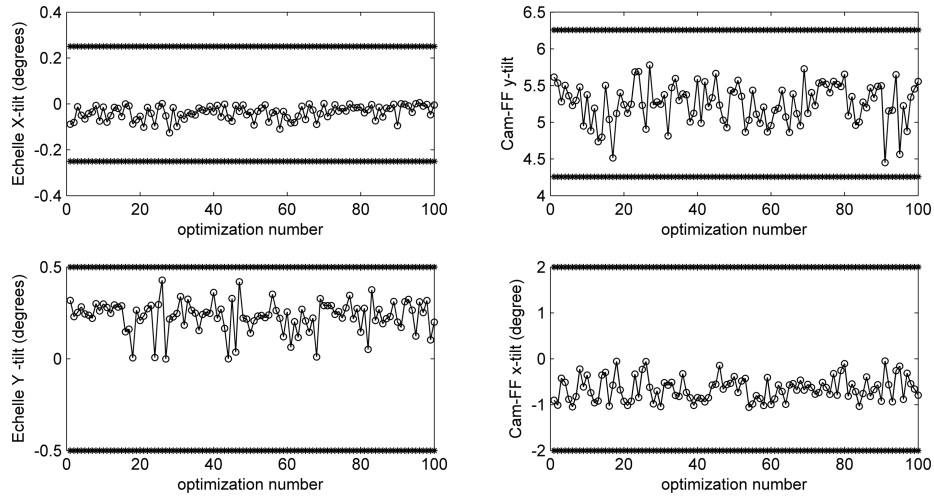 0.4
0.2
0
-0.2
-0.4
Echelle X-tilt (degrees)
0 20 40 60 80 100
optimization number
6.5
6
5.5
5
4.5
4
Cam-FF y-tilt
0 20 40 60 80 100
optimization number
0.5
0
-0.5
Echelle Y -tilt (degrees)
0 20 40 60 80 100
optimization number
2
1
0
-1
-2
Cam-FF x-tilt (degree)
0 20 40 60 80 100
optimization number